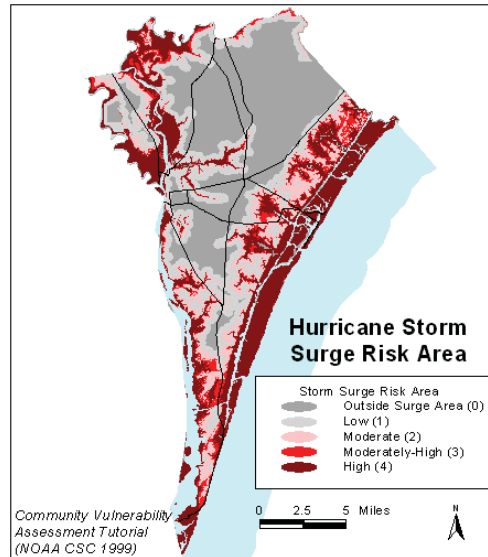 Hurricane Storm
Surge Risk Area
Storm Surge Risk Area
Outside Surge Area (0)
Low (1)
Moderate (2)
Moderately-High (3)
High (4)
Community Vulnerability
Assessment Tutorial
(NOAA CSC 1999)
0 2.5 5 Miles
N